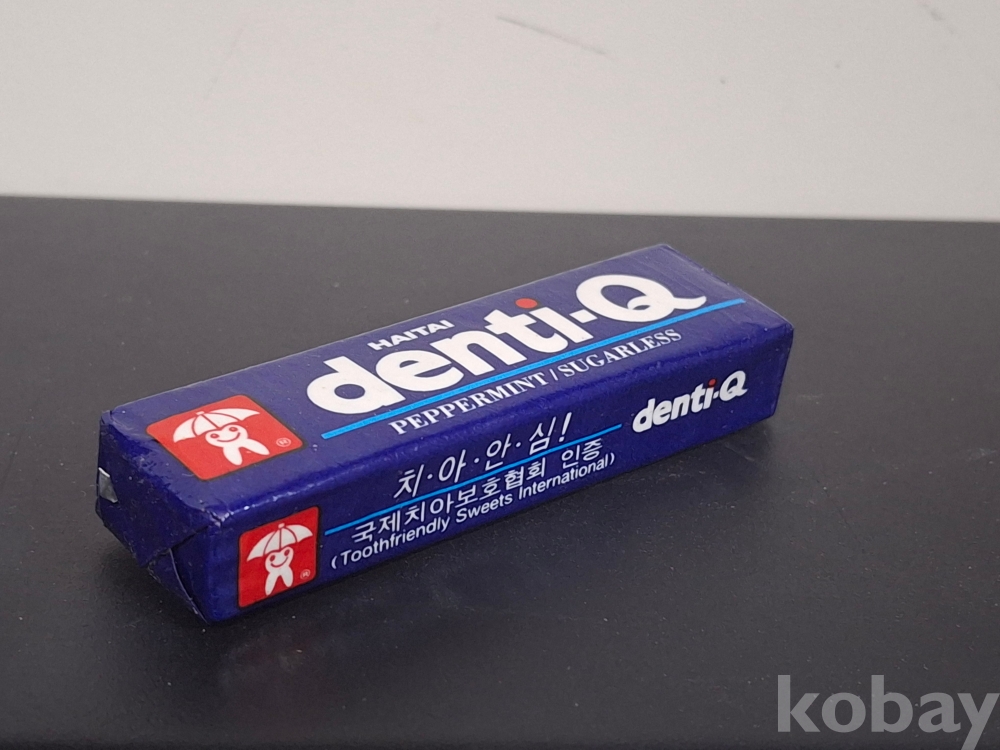 HAITAI
denti-Q
PEPPERMINT / SUGARLESS
치·아·안·심!
국제치아보호협회 인증
(Toothfriendly Sweets International)
denti-Q
kobay